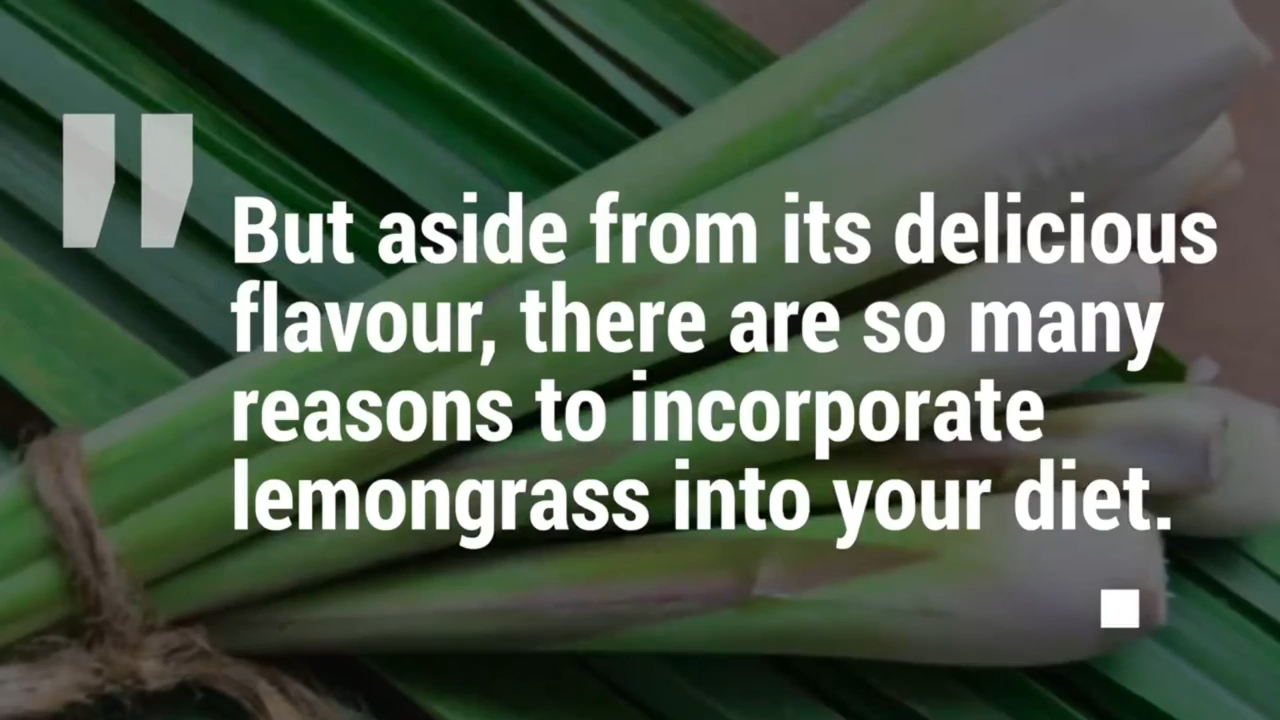 But aside from its delicious
flavour, there are so many
reasons to incorporate
lemongrass into your diet.